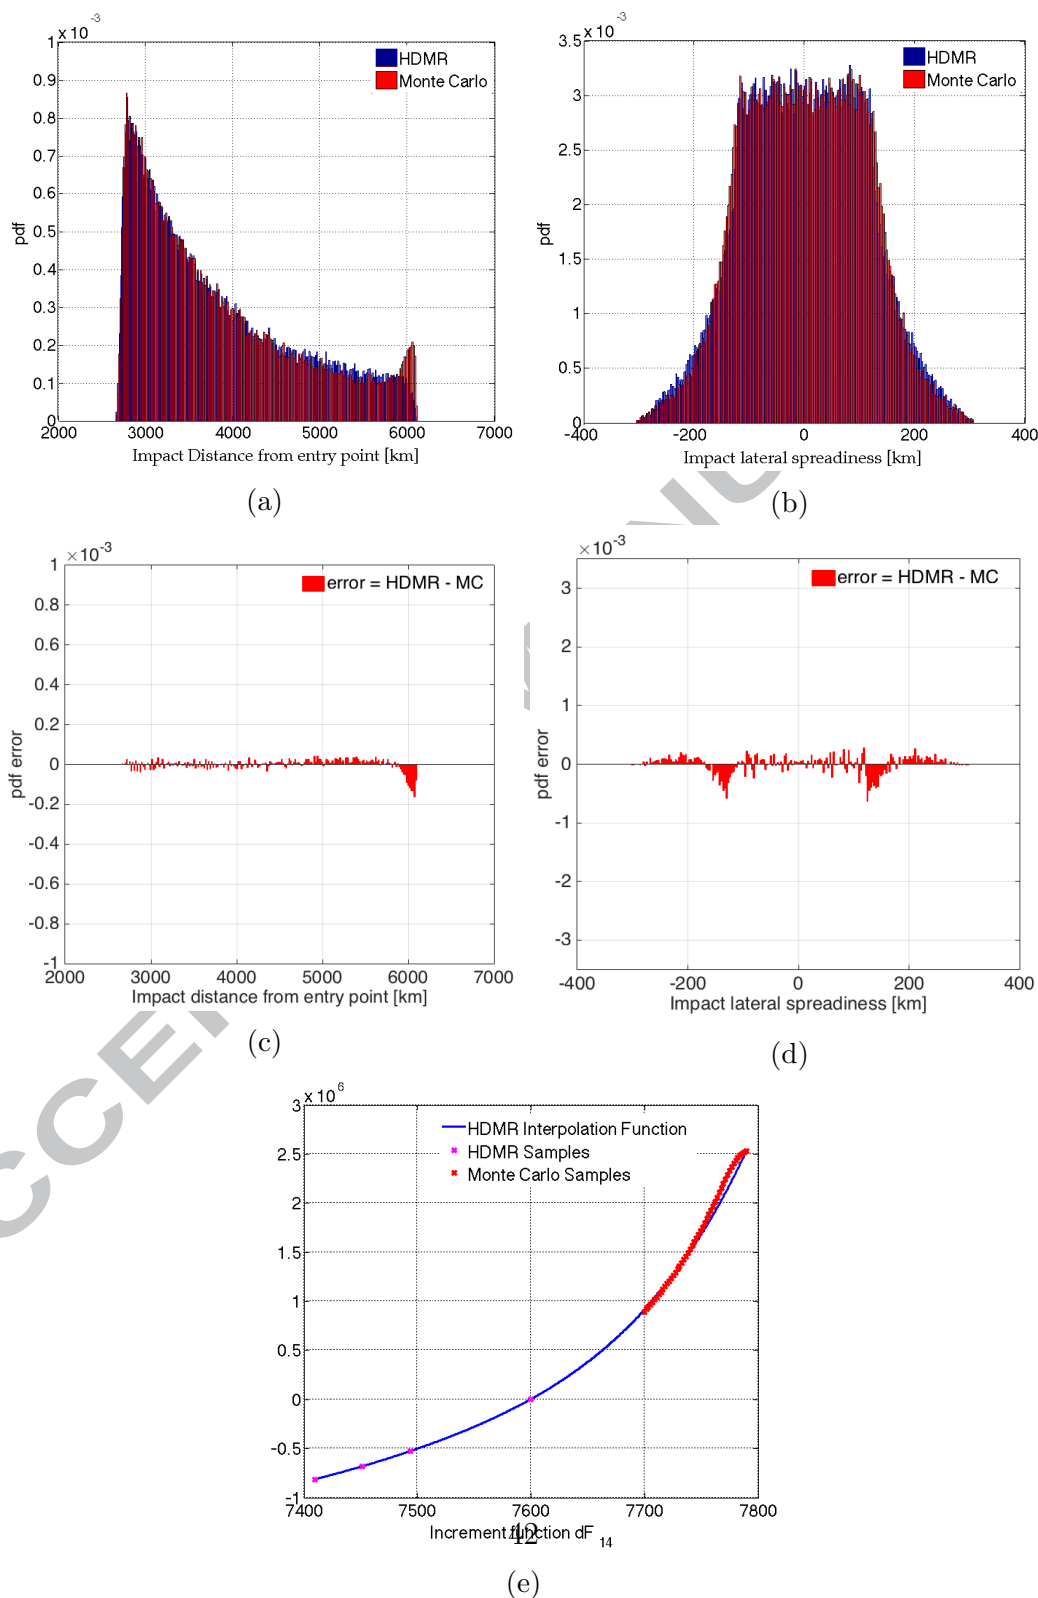 x 10 -3
1
0.9
0.8
0.7
0.6
0.5
0.4
0.3
0.2
0.1
0
pdf
HDMR
Monte Carlo
2000 3000 4000 5000 6000 7000
Impact Distance from entry point [km]
(a)
x 10 -3
3.5
3
2.5
2
1.5
1
0.5
0
pdf
HDMR
Monte Carlo
-400 -200 0 200 400
Impact lateral spreadiness [km]
(b)
×10 -3
1
0.8
0.6
0.4
0.2
0
-0.2
-0.4
-0.6
-0.8
-1
pdf error
error = HDMR - MC
2000 3000 4000 5000 6000 7000
Impact distance from entry point [km]
(c)
×10 -3
3
2
1
0
-1
-2
-3
pdf error
error = HDMR - MC
-400 -200 0 200 400
Impact lateral spreadiness [km]
(d)
x 10 6
3
2.5
2
1.5
1
0.5
0
-0.5
-1
HDMR Interpolation Function
HDMR Samples
Monte Carlo Samples
7400 7500 7600 7700 7800
Increment function dF 14
42
(e)